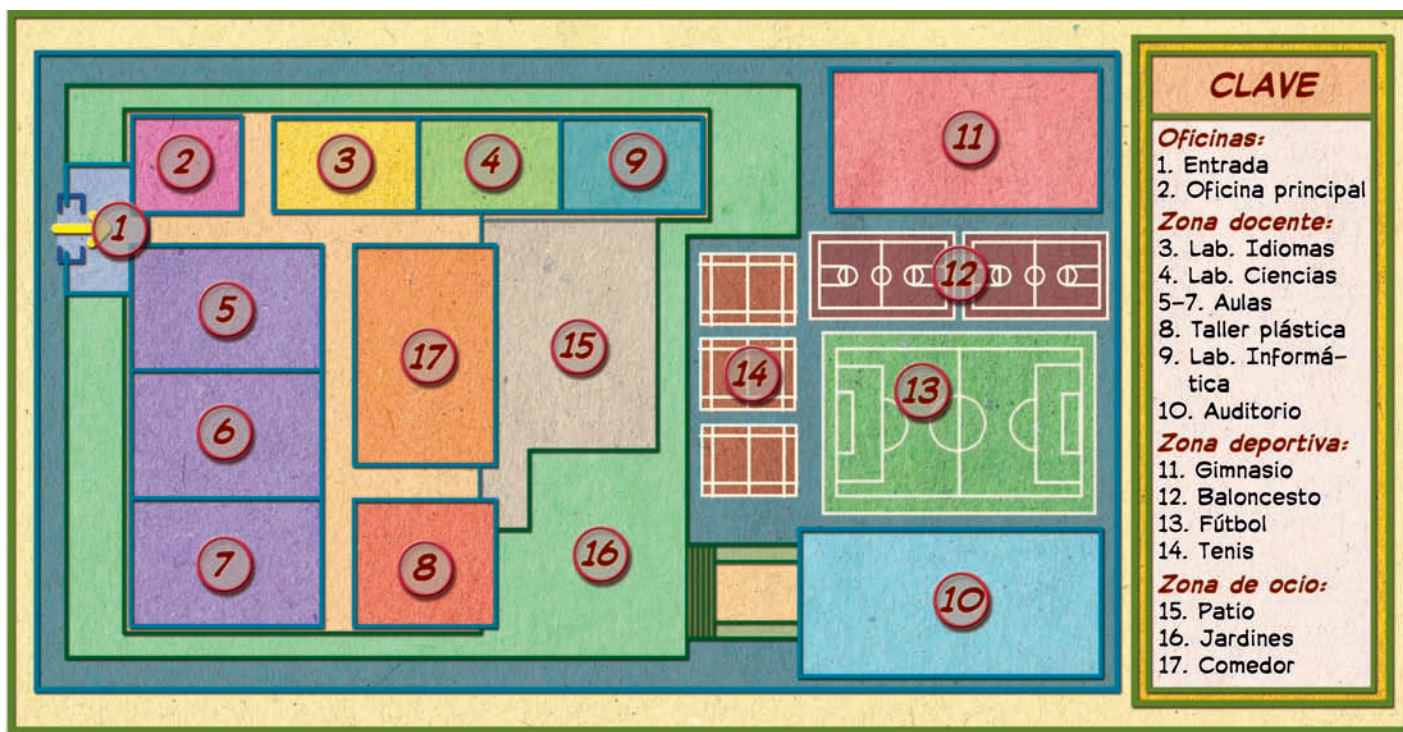 2
3
4
9
11
1
12
5
17
15
14
13
6
7
8
16
10
CLAVE
Oficinas:
1. Entrada
2. Oficina principal
Zona docente:
3. Lab. Idiomas
4. Lab. Ciencias
5-7. Aulas
8. Taller plástica
9. Lab. Informá-
tica
10. Auditorio
Zona deportiva:
11. Gimnasio
12. Baloncesto
13. Fútbol
14. Tenis
Zona de ocio:
15. Patio
16. Jardines
17. Comedor